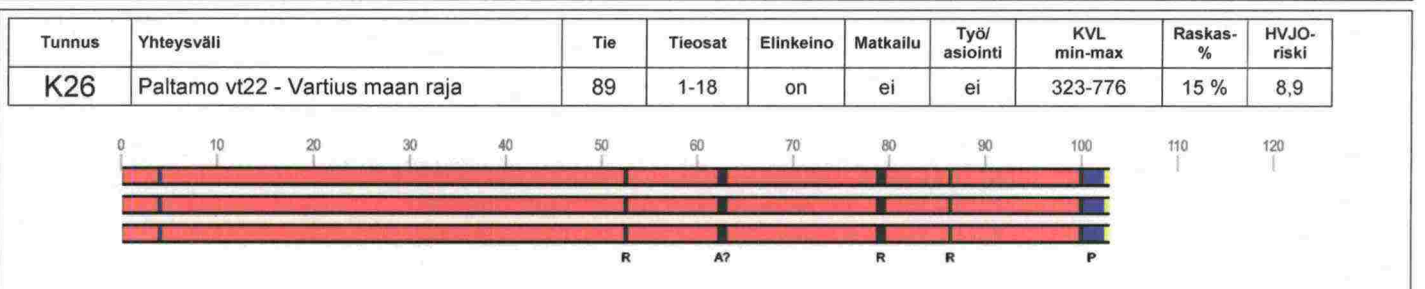 Tunnus Yhteysväli Tie Tieosat Elinkeino Matkailu Työ/asiointi KVL min-max Raskas-% HVJO-riski
K26 Paltamo vt22 - Vartius maan raja 89 1-18 on ei ei 323-776 15 % 8,9
0 10 20 30 40 50 60 70 80 90 100 110 120
R A? R R P